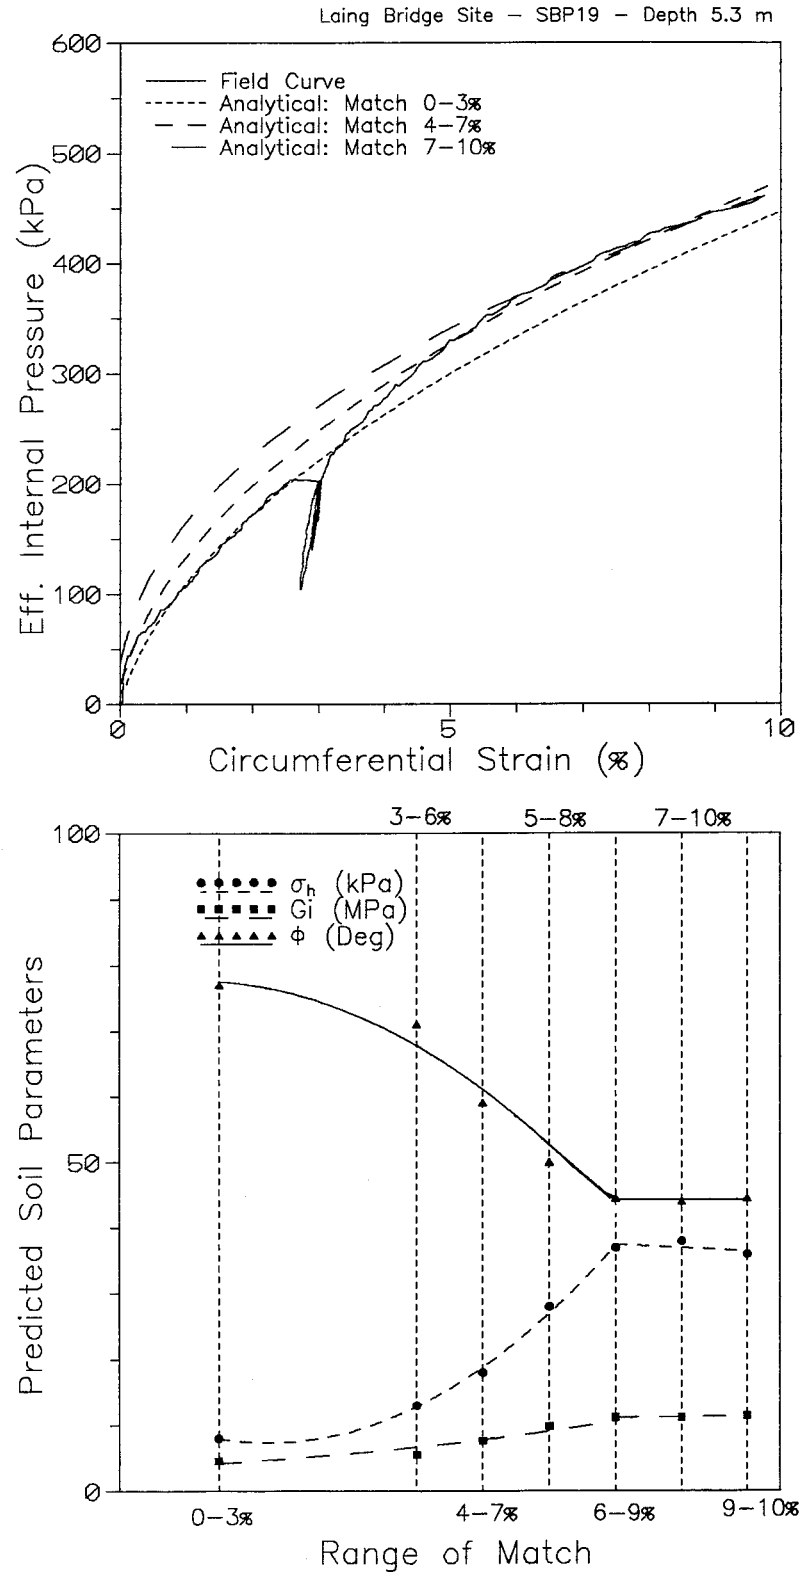 Laing Bridge Site – SBP19 – Depth 5.3 m
600
Field Curve
Analytical: Match 0–3%
Analytical: Match 4–7%
Analytical: Match 7–10%
500
400
300
200
100
0
Eff. Internal Pressure (kPa)
0 5 10
Circumferential Strain (%)
3–6% 5–8% 7–10%
100
σh (kPa)
Gi (MPa)
Φ (Deg)
50
0
Predicted Soil Parameters
0–3% 4–7% 6–9% 9–10%
Range of Match